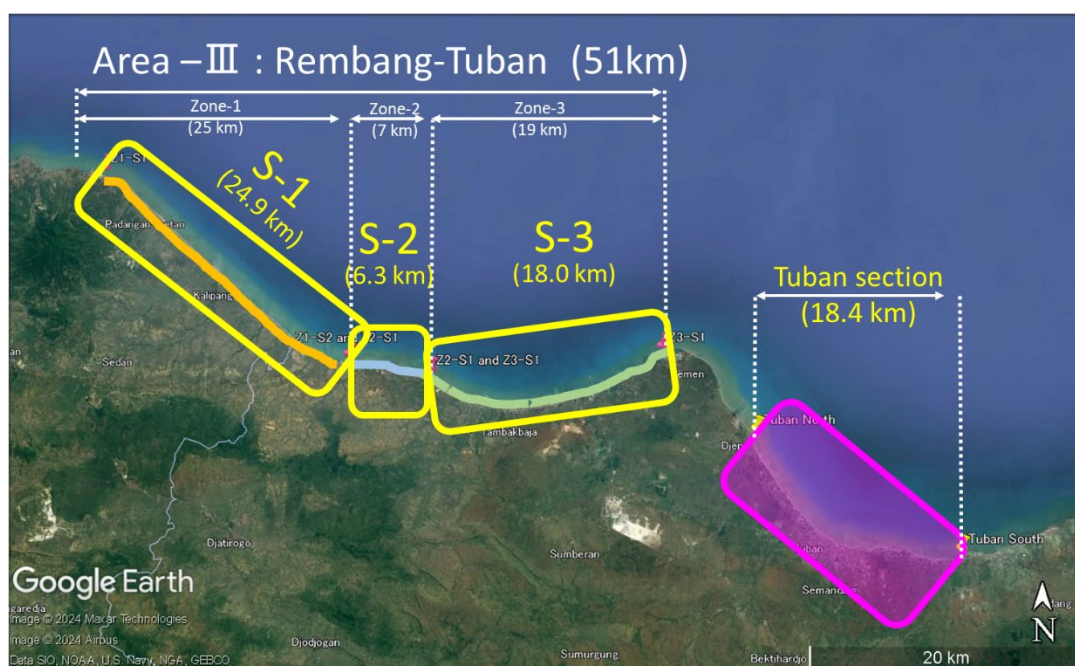 Area –Ⅲ : Rembang-Tuban (51km)
Zone-1
(25 km)
Zone-2
(7 km)
Zone-3
(19 km)
Z1-S1
S-1
(24.9 km)
S-2
(6.3 km)
S-3
(18.0 km)
Tuban section
(18.4 km)
Kalipang
Z1-S2 and
-S1
Z3-S1
Sedan
Z2-S1 and Z3-S1
Tambakbaja
Tuban North
Tuban
Tuban South
Djatirogo
Sumberan
Semanding
Google Earth
Image © 2024 Maxar Technologies
Image © 2024 Airbus
Data SIO, NOAA, U.S. Navy, NGA, GEBCO
Djodjogan
Sumurgung
Bektihardjo
20 km
N